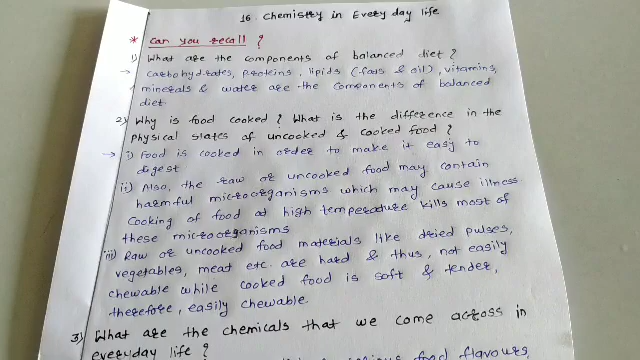 16. Chemistry in Every day life
* Can you recall ?
1) What are the components of balanced diet ?
→ Carbohydrates, proteins, lipids (fats & oil), vitamins,
minerals & water are the components of balanced
diet
2) Why is food cooked ? What is the difference in the
physical states of uncooked & cooked food ?
→ i) Food is cooked in order to make it easy to
digest
ii) Also, the raw or uncooked food may contain
harmful microorganisms which may cause illness
Cooking of food at high temperature kills most of
these microorganisms
iii) Raw or uncooked food materials like dried pulses,
vegetables, meat etc. are hard & thus, not easily
chewable while cooked food is soft & tender,
therefore, easily chewable
3) What are the chemicals that we come across in
everyday life ?
food flavours,